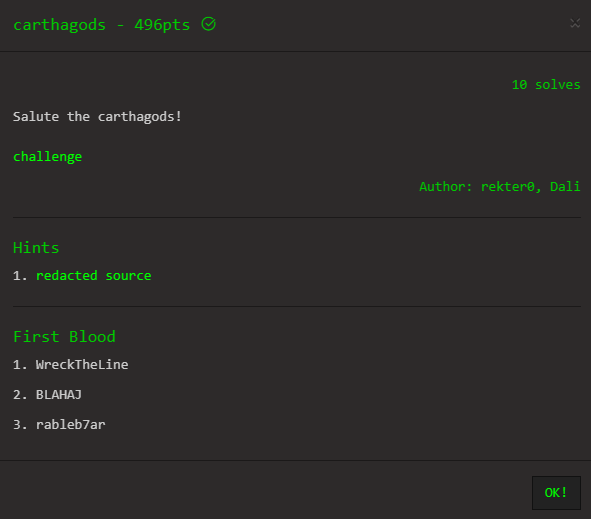 carthagods - 496pts
10 solves
Salute the carthagods!
challenge
Author: rekter0, Dali
Hints
1. redacted source
First Blood
1. WreckTheLine
2. BLAHAJ
3. rableb7ar
OK!